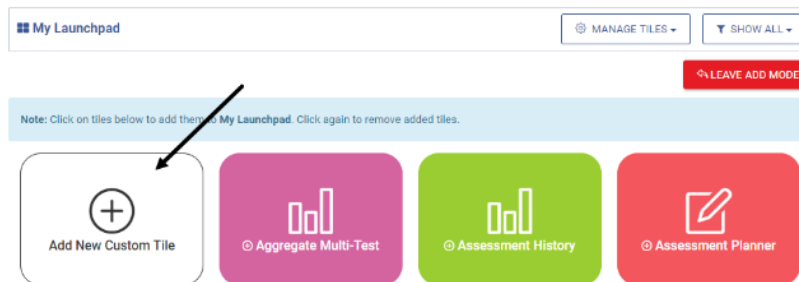 My Launchpad
MANAGE TILES
SHOW ALL
LEAVE ADD MODE
Note: Click on tiles below to add them to My Launchpad. Click again to remove added tiles.
Add New Custom Tile
Aggregate Multi-Test
Assessment History
Assessment Planner